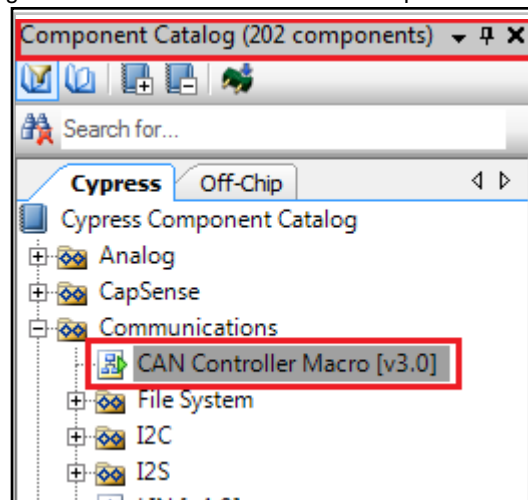 Component Catalog (202 components)
Search for...
Cypress Off-Chip
Cypress Component Catalog
Analog
CapSense
Communications
CAN Controller Macro [v3.0]
File System
I2C
I2S